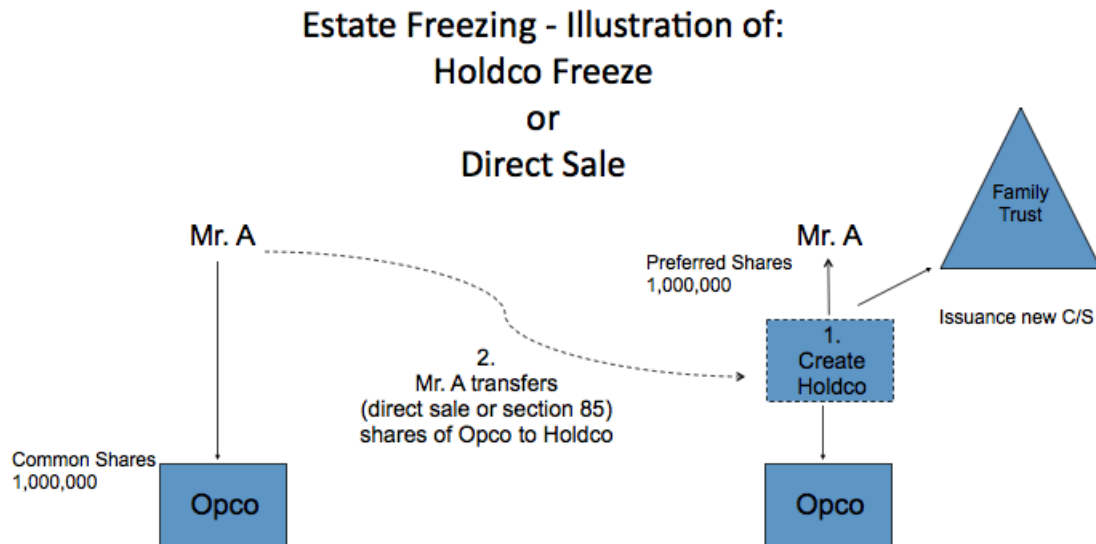 Estate Freezing - Illustration of:
Holdco Freeze
or
Direct Sale
Family
Trust
Mr. A
Mr. A
Preferred Shares
1,000,000
Issuance new C/S
1.
Create
Holdco
2.
Mr. A transfers
(direct sale or section 85)
shares of Opco to Holdco
Common Shares
1,000,000
Opco
Opco